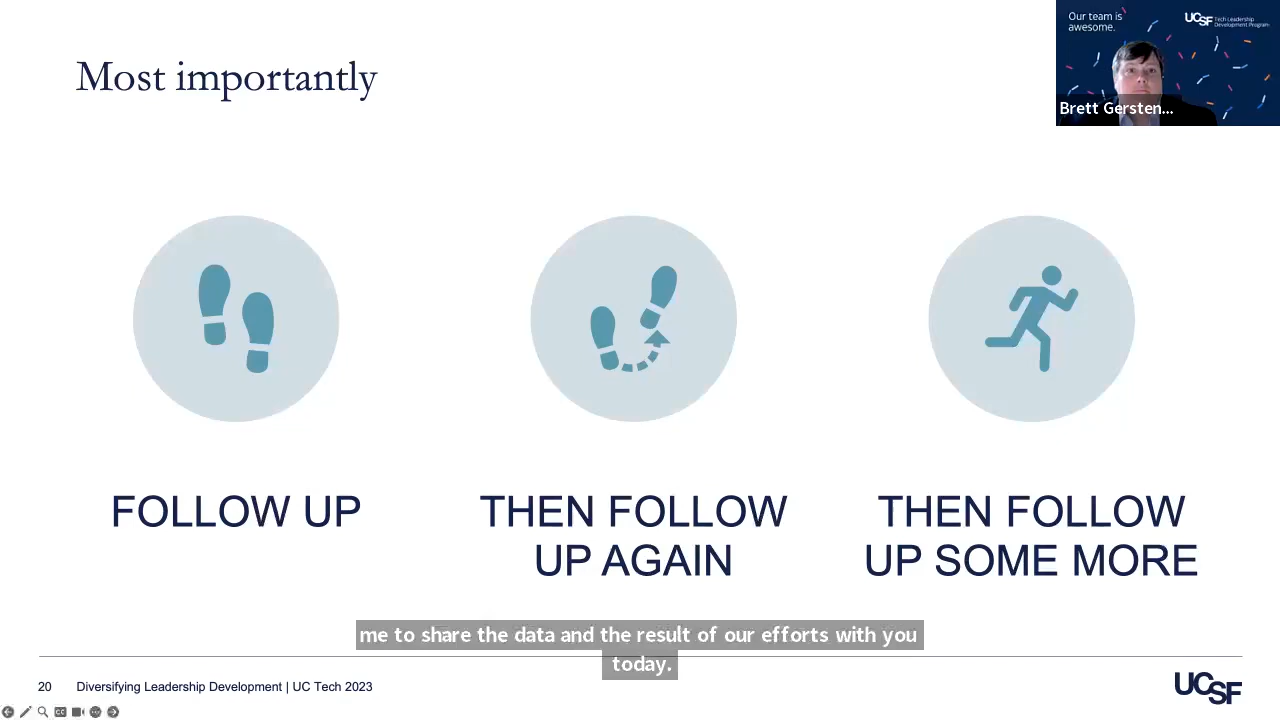 Our team is
awesome.
UCSF Tech Leadership
Development Program
Brett Gersten...
Most importantly
FOLLOW UP
THEN FOLLOW
UP AGAIN
THEN FOLLOW
UP SOME MORE
me to share the data and the result of our efforts with you
today.
20 Diversifying Leadership Development | UC Tech 2023
UCSF
CC